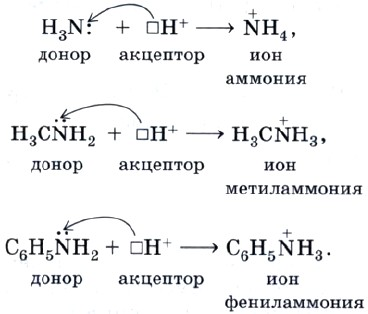 H₃N: + □H⁺ ⟶ N⁺H₄,
донор акцептор ион
аммония
H₃CN̈H₂ + □H⁺ ⟶ H₃CN⁺H₃,
донор акцептор ион
метиламмония
C₆H₅N̈H₂ + □H⁺ ⟶ C₆H₅N⁺H₃.
донор акцептор ион
фениламмония